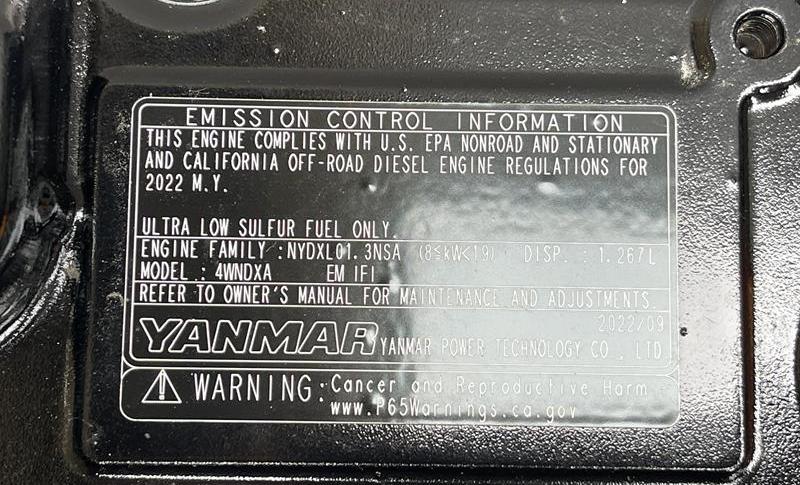 EMISSION CONTROL INFORMATION
THIS ENGINE COMPLIES WITH U.S. EPA NONROAD AND STATIONARY
AND CALIFORNIA OFF-ROAD DIESEL ENGINE REGULATIONS FOR
2022 M.Y.
ULTRA LOW SULFUR FUEL ONLY.
ENGINE FAMILY :NYDXL01.3NSA (8≤kW<19) DISP. : 1.267L
MODEL : 4WNDXA EM IFI
REFER TO OWNER'S MANUAL FOR MAINTENANCE AND ADJUSTMENTS.
2022/09
YANMAR YANMAR POWER TECHNOLOGY CO., LTD.
WARNING: Cancer and Reproductive Harm -
www.P65Warnings.ca.gov